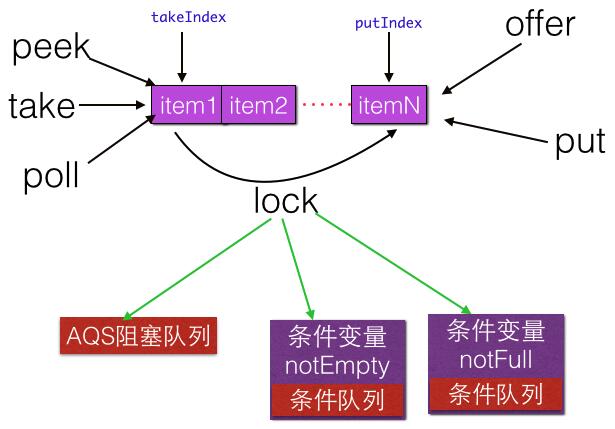 takeIndex
putIndex
offer
peek
take
item1
item2
itemN
poll
put
lock
AQS阻塞队列
条件变量
notEmpty
条件队列
条件变量
notFull
条件队列